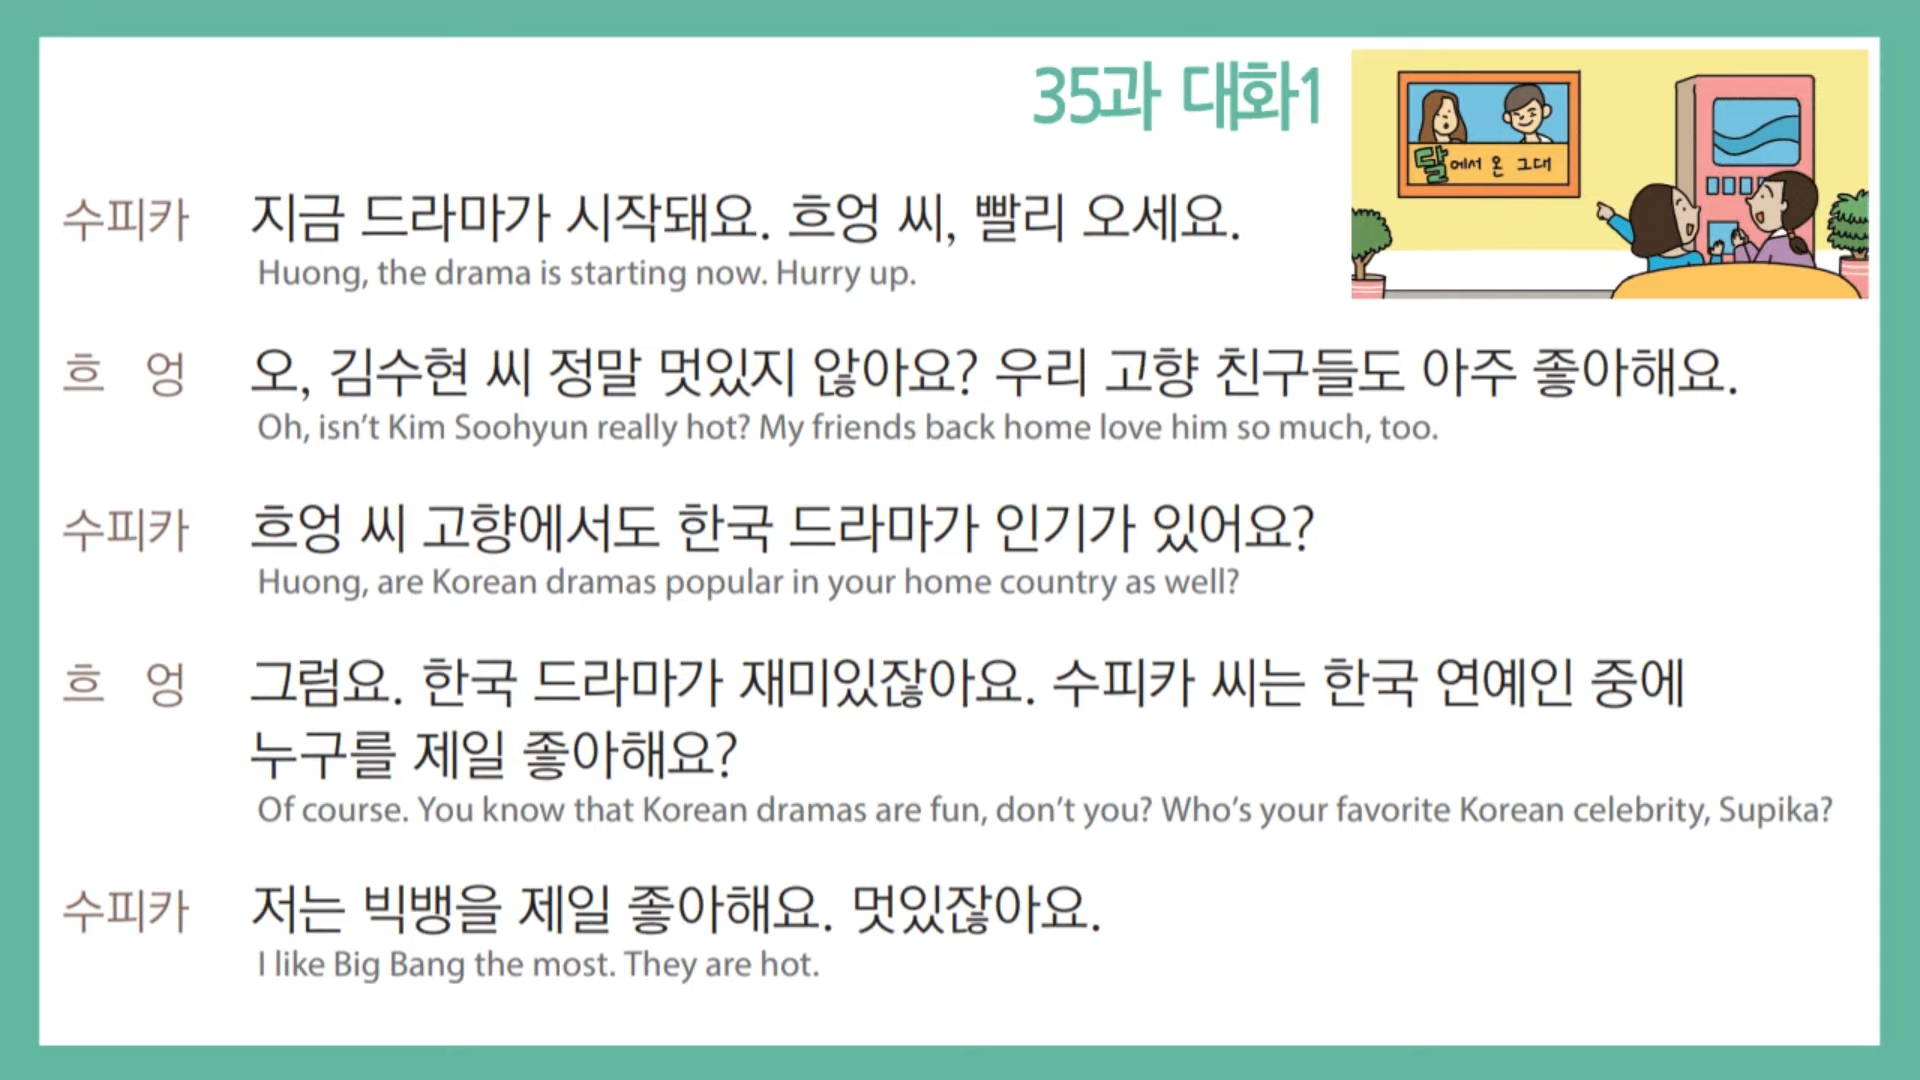 35과 대화1
달에서 온 그대
수피카 지금 드라마가 시작돼요. 흐엉 씨, 빨리 오세요.
Huong, the drama is starting now. Hurry up.
흐 엉 오, 김수현 씨 정말 멋있지 않아요? 우리 고향 친구들도 아주 좋아해요.
Oh, isn't Kim Soohyun really hot? My friends back home love him so much, too.
수피카 흐엉 씨 고향에서도 한국 드라마가 인기가 있어요?
Huong, are Korean dramas popular in your home country as well?
흐 엉 그럼요. 한국 드라마가 재미있잖아요. 수피카 씨는 한국 연예인 중에
누구를 제일 좋아해요?
Of course. You know that Korean dramas are fun, don't you? Who's your favorite Korean celebrity, Supika?
수피카 저는 빅뱅을 제일 좋아해요. 멋있잖아요.
I like Big Bang the most. They are hot.